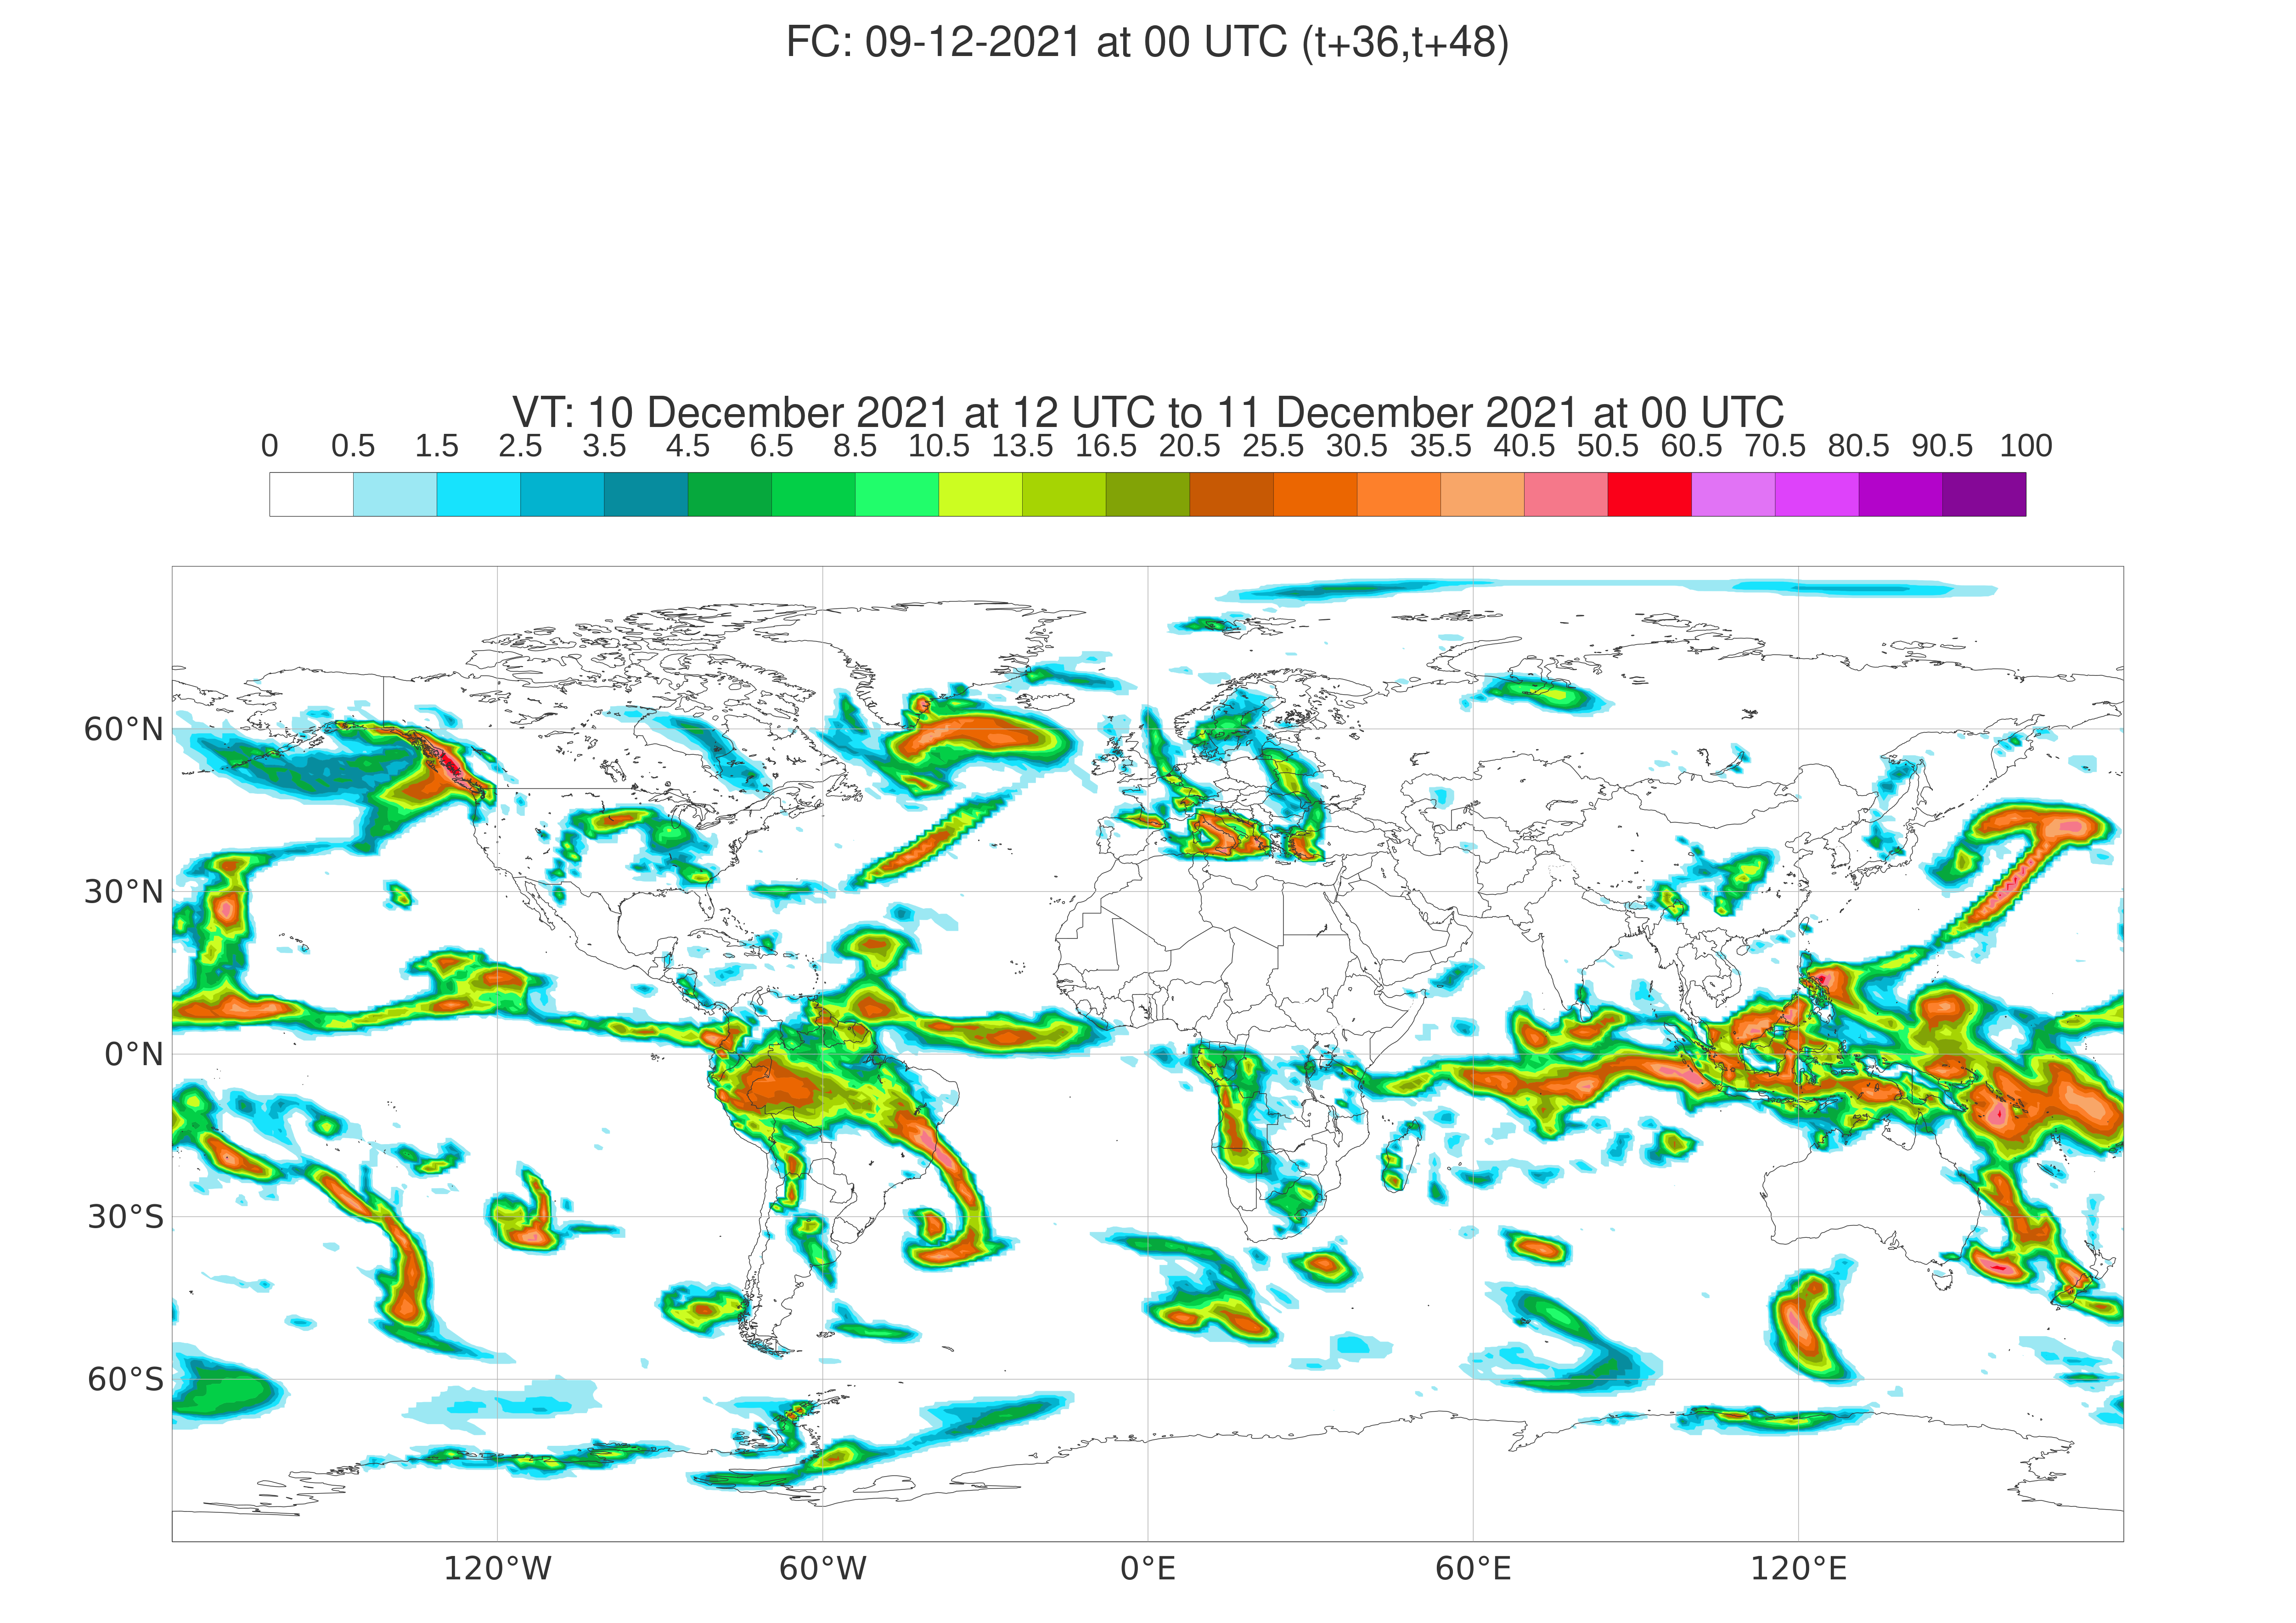 FC: 09-12-2021 at 00 UTC (t+36,t+48)
VT: 10 December 2021 at 12 UTC to 11 December 2021 at 00 UTC
0 0.5 1.5 2.5 3.5 4.5 6.5 8.5 10.5 13.5 16.5 20.5 25.5 30.5 35.5 40.5 50.5 60.5 70.5 80.5 90.5 100
60°N
30°N
0°N
30°S
60°S
120°W 60°W 0°E 60°E 120°E